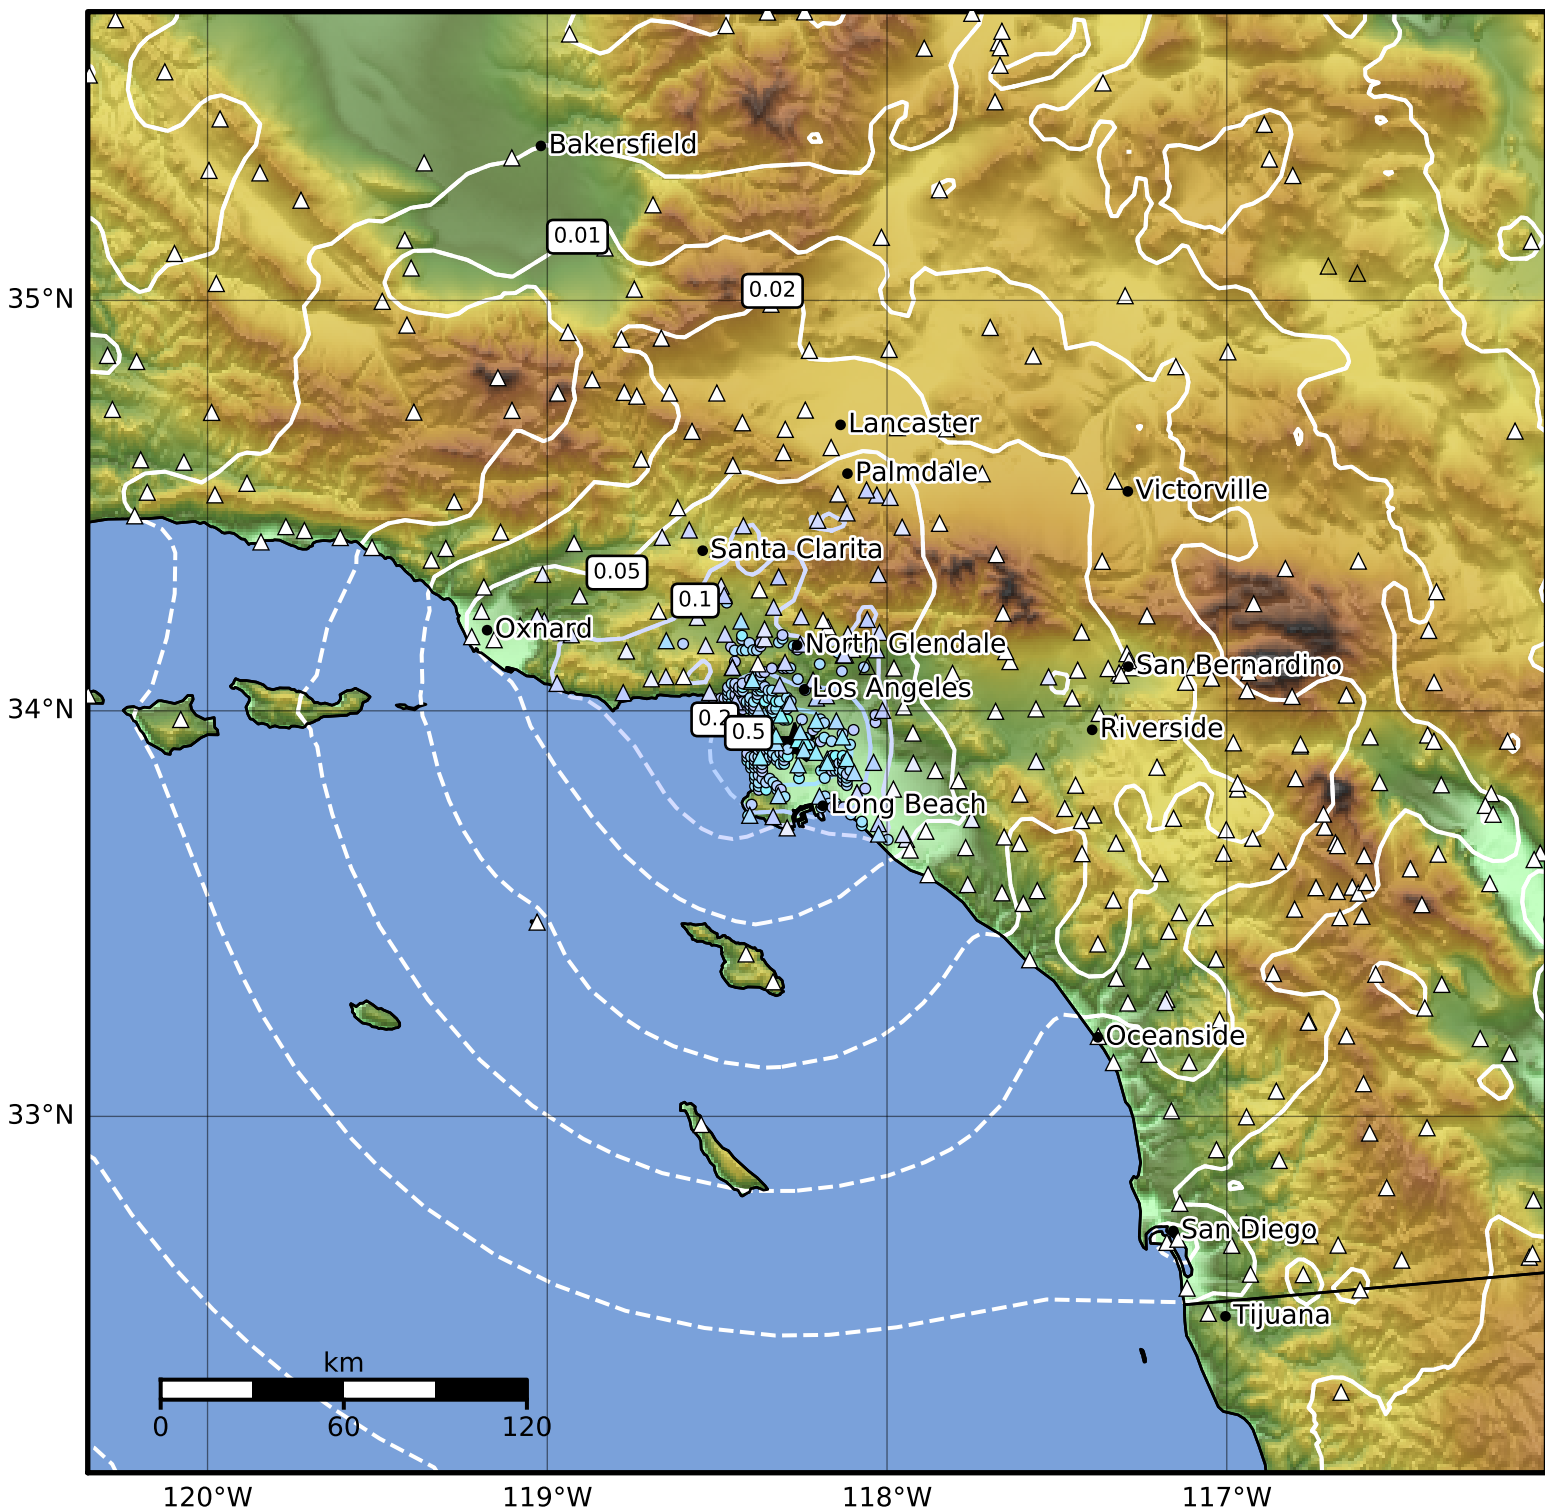 Bakersfield
0.01
0.02
35°N
Lancaster
Palmdale
Victorville
Santa Clarita
0.05
0.1
Oxnard
North Glendale
San Bernardino
Los Angeles
34°N
0.2
0.5
Riverside
Long Beach
Oceanside
33°N
San Diego
Tijuana
km
0 60 120
120°W 119°W 118°W 117°W